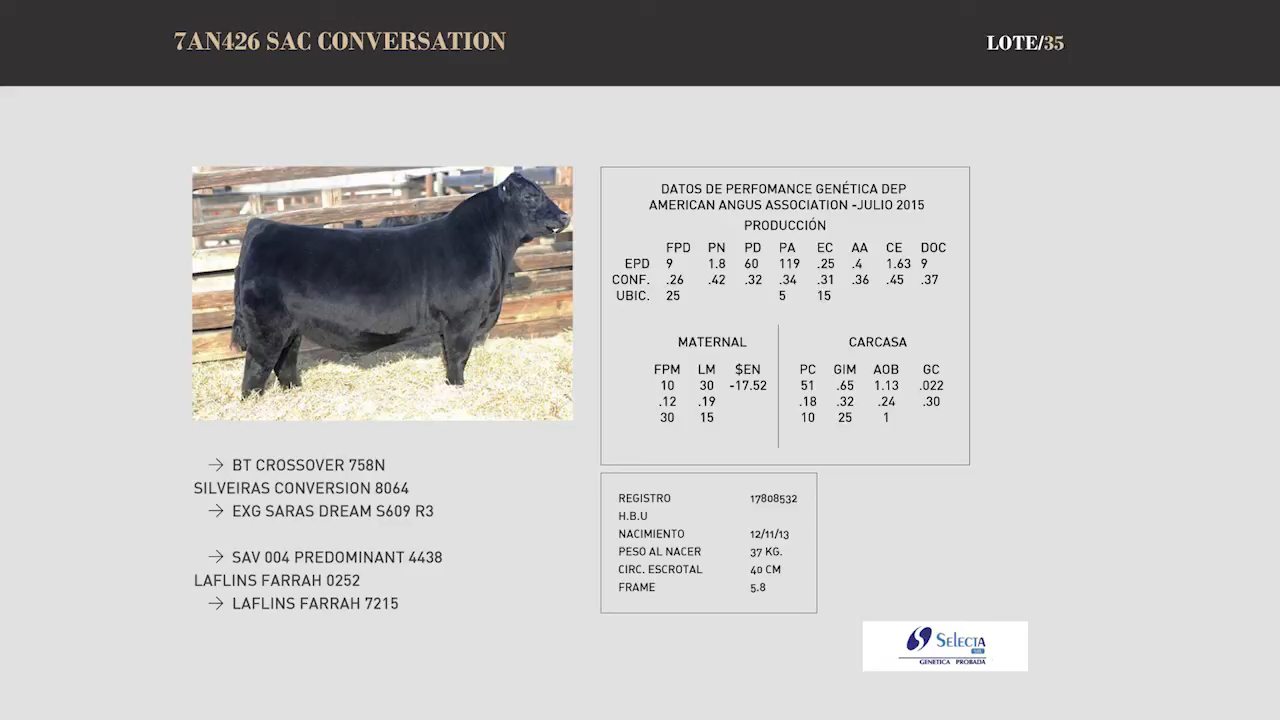 7AN426 SAC CONVERSATION
LOTE/35
DATOS DE PERFOMANCE GENÉTICA DEP
AMERICAN ANGUS ASSOCIATION -JULIO 2015
PRODUCCIÓN
FPD PN PD PA EC AA CE DOC
EPD 9 1.8 60 119 .25 .4 1.63 9
CONF. .26 .42 .32 .34 .31 .36 .45 .37
UBIC. 25 5 15
MATERNAL
FPM LM $EN
10 30 -17.52
.12 .19
30 15
CARCASA
PC GIM AOB GC
51 .65 1.13 .022
.18 .32 .24 .30
10 25 1
→ BT CROSSOVER 758N
SILVEIRAS CONVERSION 8064
→ EXG SARAS DREAM S609 R3
→ SAV 004 PREDOMINANT 4438
LAFLINS FARRAH 0252
→ LAFLINS FARRAH 7215
REGISTRO 17808532
H.B.U
NACIMIENTO 12/11/13
PESO AL NACER 37 KG.
CIRC. ESCROTAL 40 CM
FRAME 5.8
SELECTA
GENETICA PROBADA